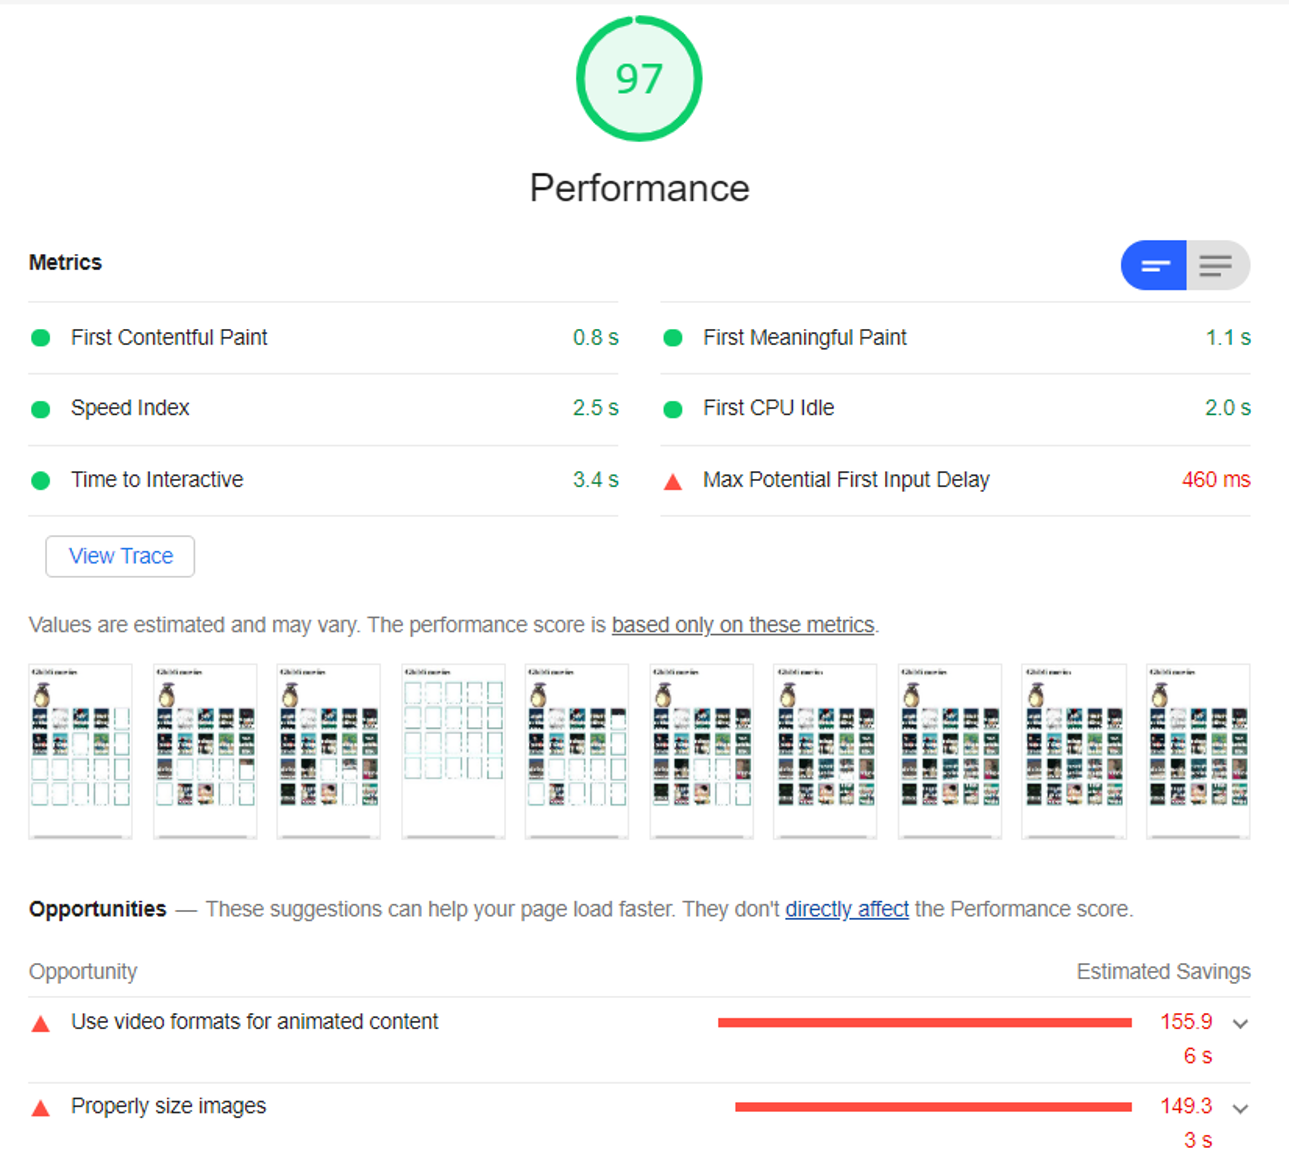 97
Performance
Metrics
First Contentful Paint 0.8 s
First Meaningful Paint 1.1 s
Speed Index 2.5 s
First CPU Idle 2.0 s
Time to Interactive 3.4 s
Max Potential First Input Delay 460 ms
View Trace
Values are estimated and may vary. The performance score is based only on these metrics.
Opportunities — These suggestions can help your page load faster. They don't directly affect the Performance score.
Opportunity Estimated Savings
Use video formats for animated content 155.9
6 s
Properly size images 149.3
3 s